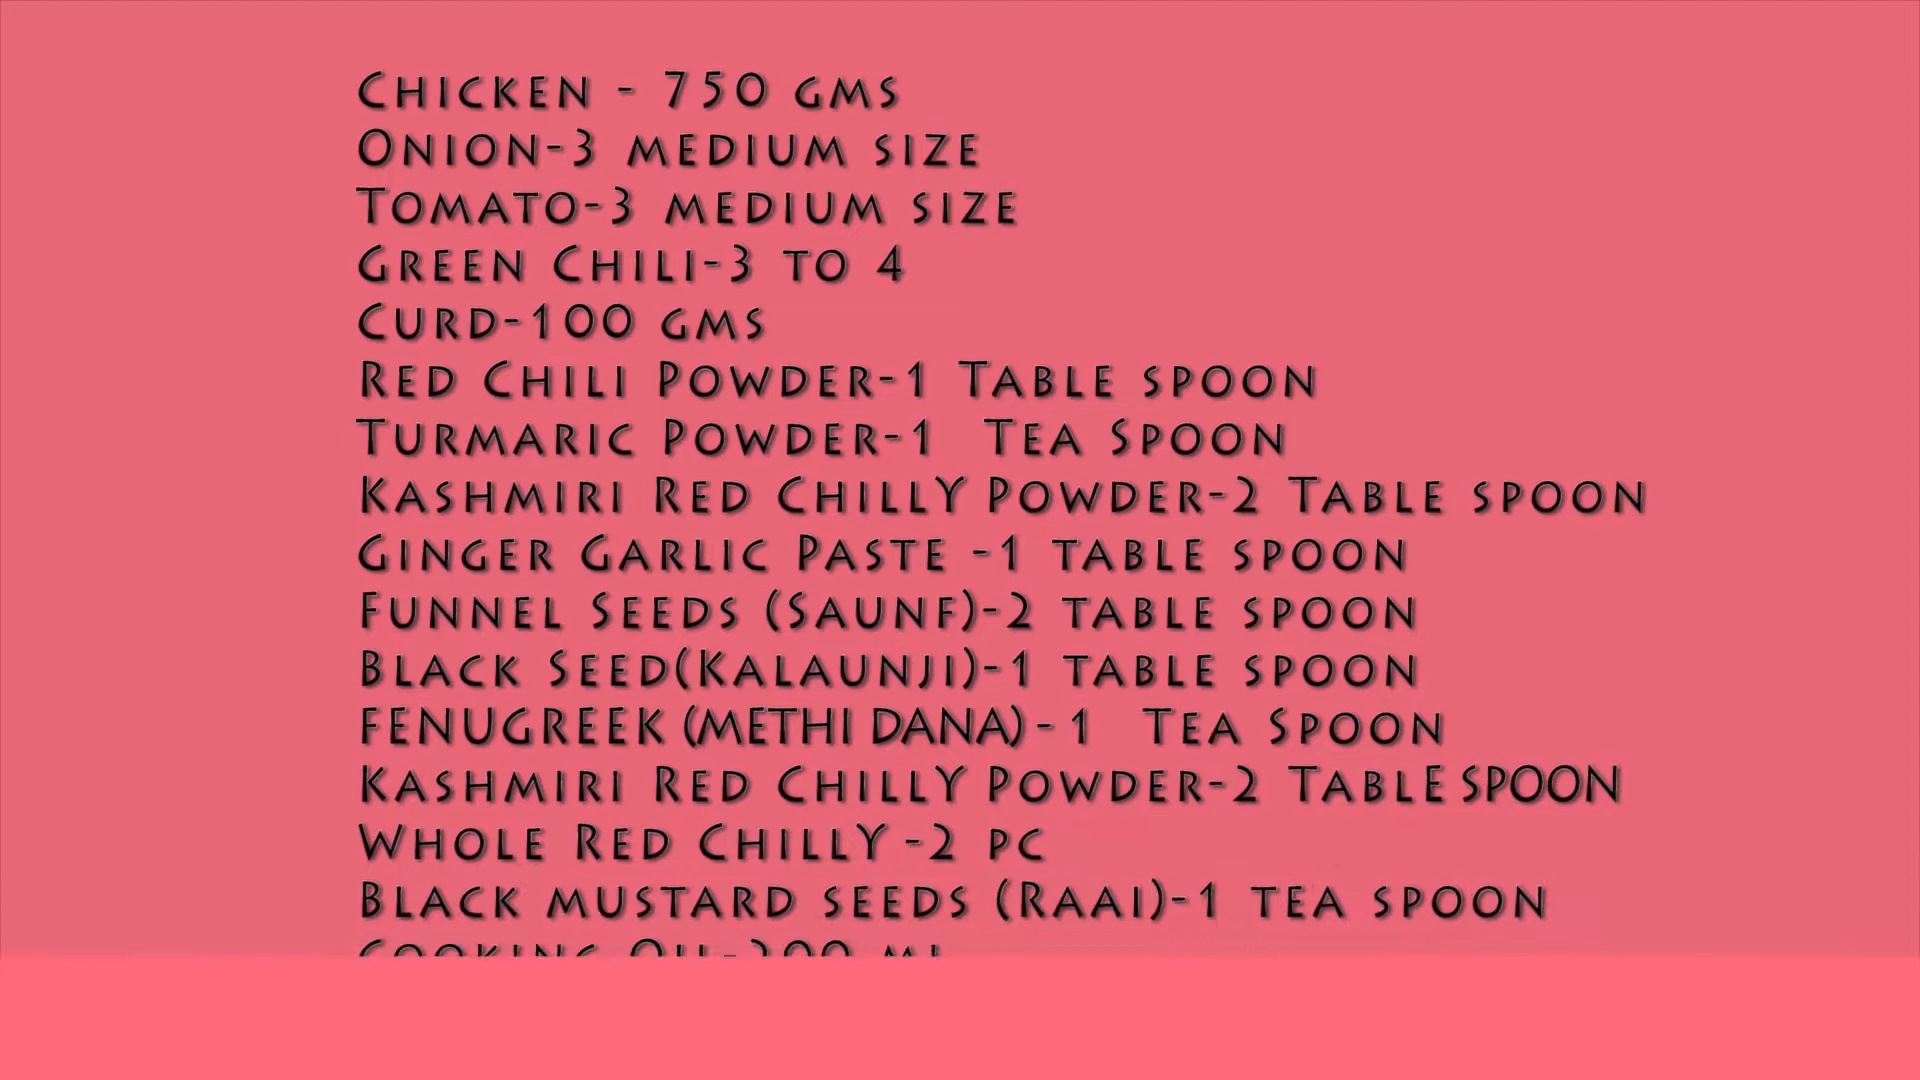 Chicken - 750 gms
Onion-3 medium size
Tomato-3 medium size
Green Chili-3 to 4
Curd-100 gms
Red Chili Powder-1 Table spoon
Turmaric Powder-1 Tea Spoon
Kashmiri Red Chilly Powder-2 Table spoon
Ginger Garlic Paste -1 table spoon
Funnel Seeds (Saunf)-2 table spoon
Black Seed(Kalaunji)-1 table spoon
FENUGREEK (METHI DANA) - 1 Tea Spoon
Kashmiri Red Chilly Powder-2 TablE SPOON
Whole Red Chilly -2 pc
Black mustard seeds (Raai)-1 tea spoon
Cooking Oil-200 ml